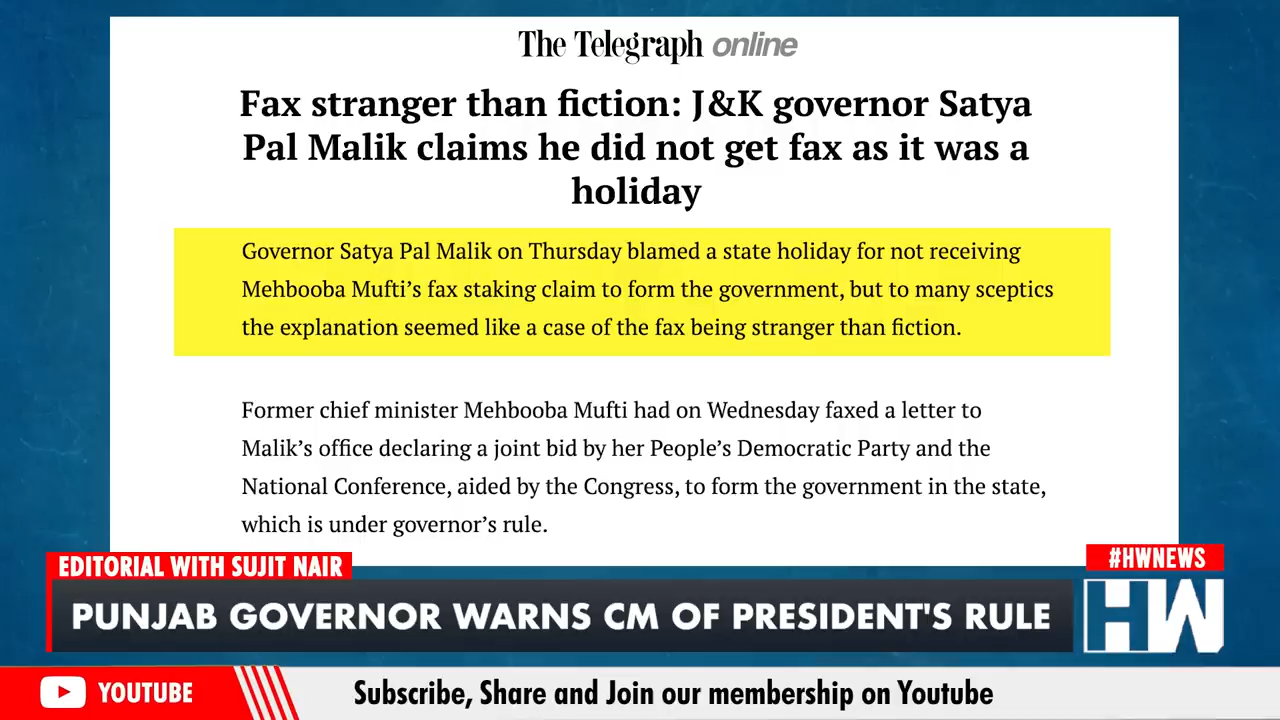 The Telegraph online
Fax stranger than fiction: J&K governor Satya
Pal Malik claims he did not get fax as it was a
holiday
Governor Satya Pal Malik on Thursday blamed a state holiday for not receiving
Mehbooba Mufti’s fax staking claim to form the government, but to many sceptics
the explanation seemed like a case of the fax being stranger than fiction.
Former chief minister Mehbooba Mufti had on Wednesday faxed a letter to
Malik’s office declaring a joint bid by her People’s Democratic Party and the
National Conference, aided by the Congress, to form the government in the state,
which is under governor’s rule.
EDITORIAL WITH SUJIT NAIR
#HWNEWS
PUNJAB GOVERNOR WARNS CM OF PRESIDENT'S RULE
HW
YOUTUBE
Subscribe, Share and Join our membership on Youtube